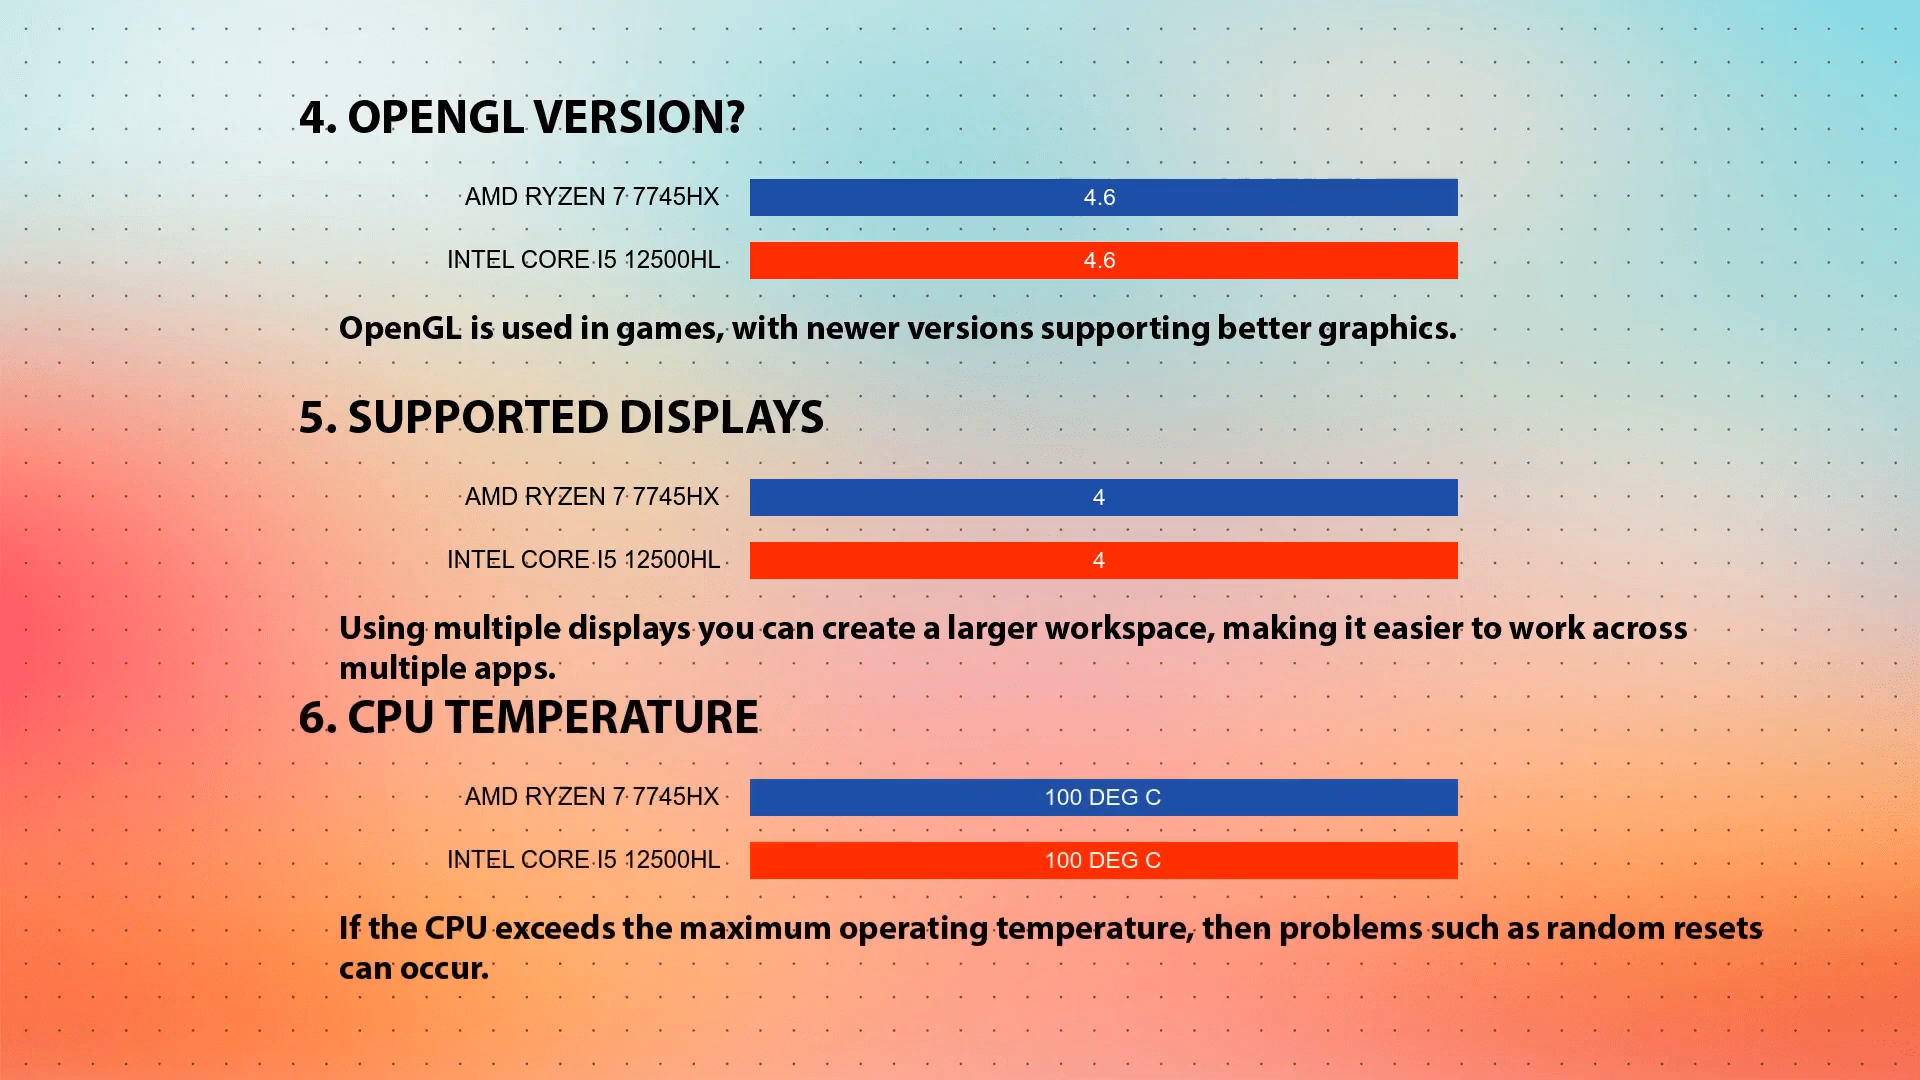 4. OPENGL VERSION?
AMD RYZEN 7 7745HX
4.6
INTEL CORE I5 12500HL
4.6
OpenGL is used in games, with newer versions supporting better graphics.
5. SUPPORTED DISPLAYS
AMD RYZEN 7 7745HX
4
INTEL CORE I5 12500HL
4
Using multiple displays you can create a larger workspace, making it easier to work across
multiple apps.
6. CPU TEMPERATURE
AMD RYZEN 7 7745HX
100 DEG C
INTEL CORE I5 12500HL
100 DEG C
If the CPU exceeds the maximum operating temperature, then problems such as random resets
can occur.